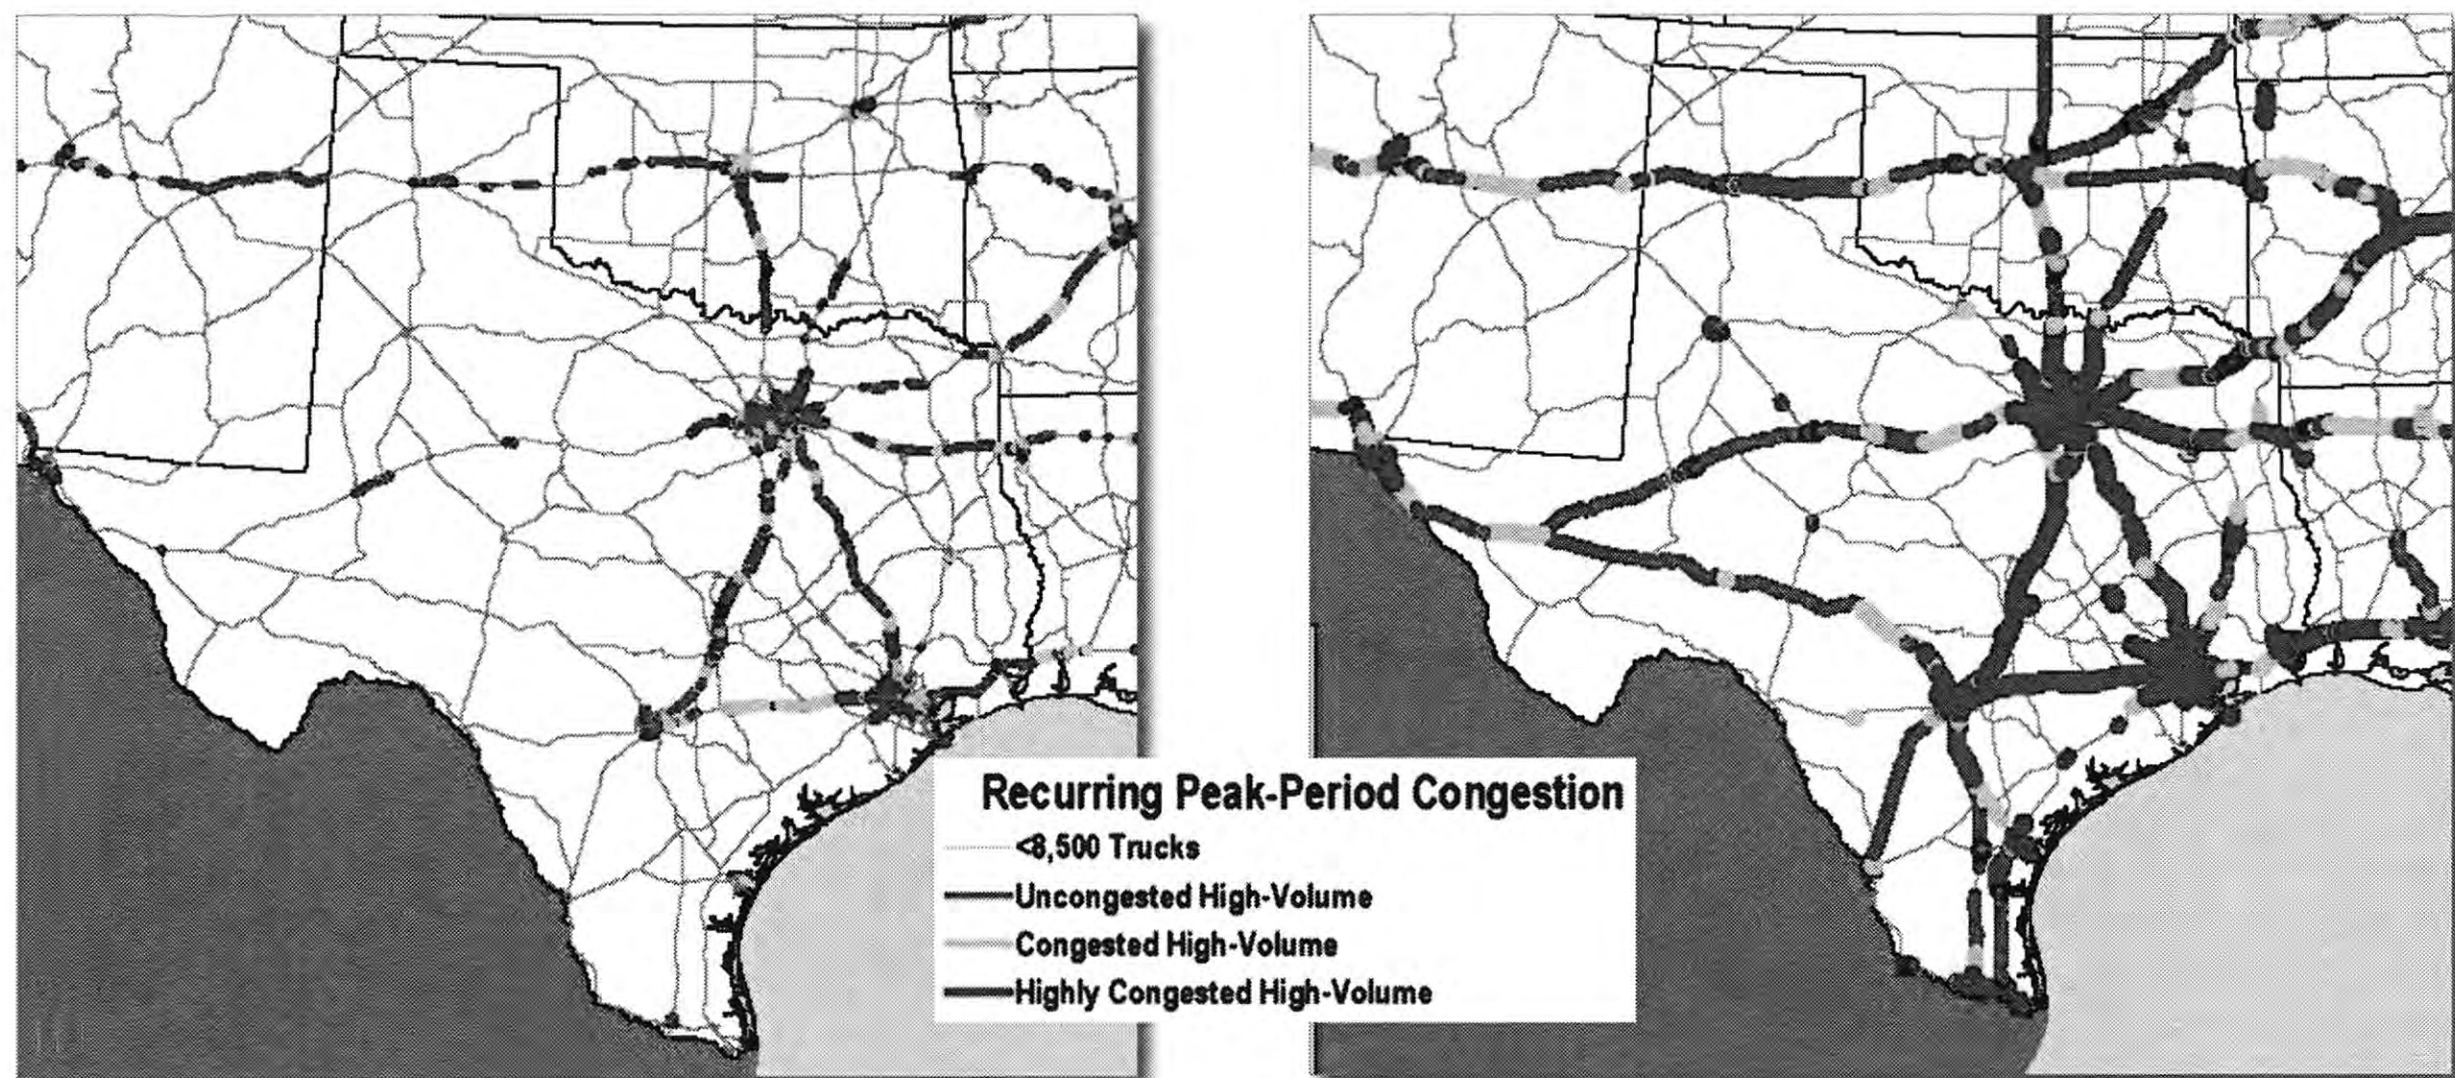 Recurring Peak-Period Congestion
<8,500 Trucks
Uncongested High-Volume
Congested High-Volume
Highly Congested High-Volume